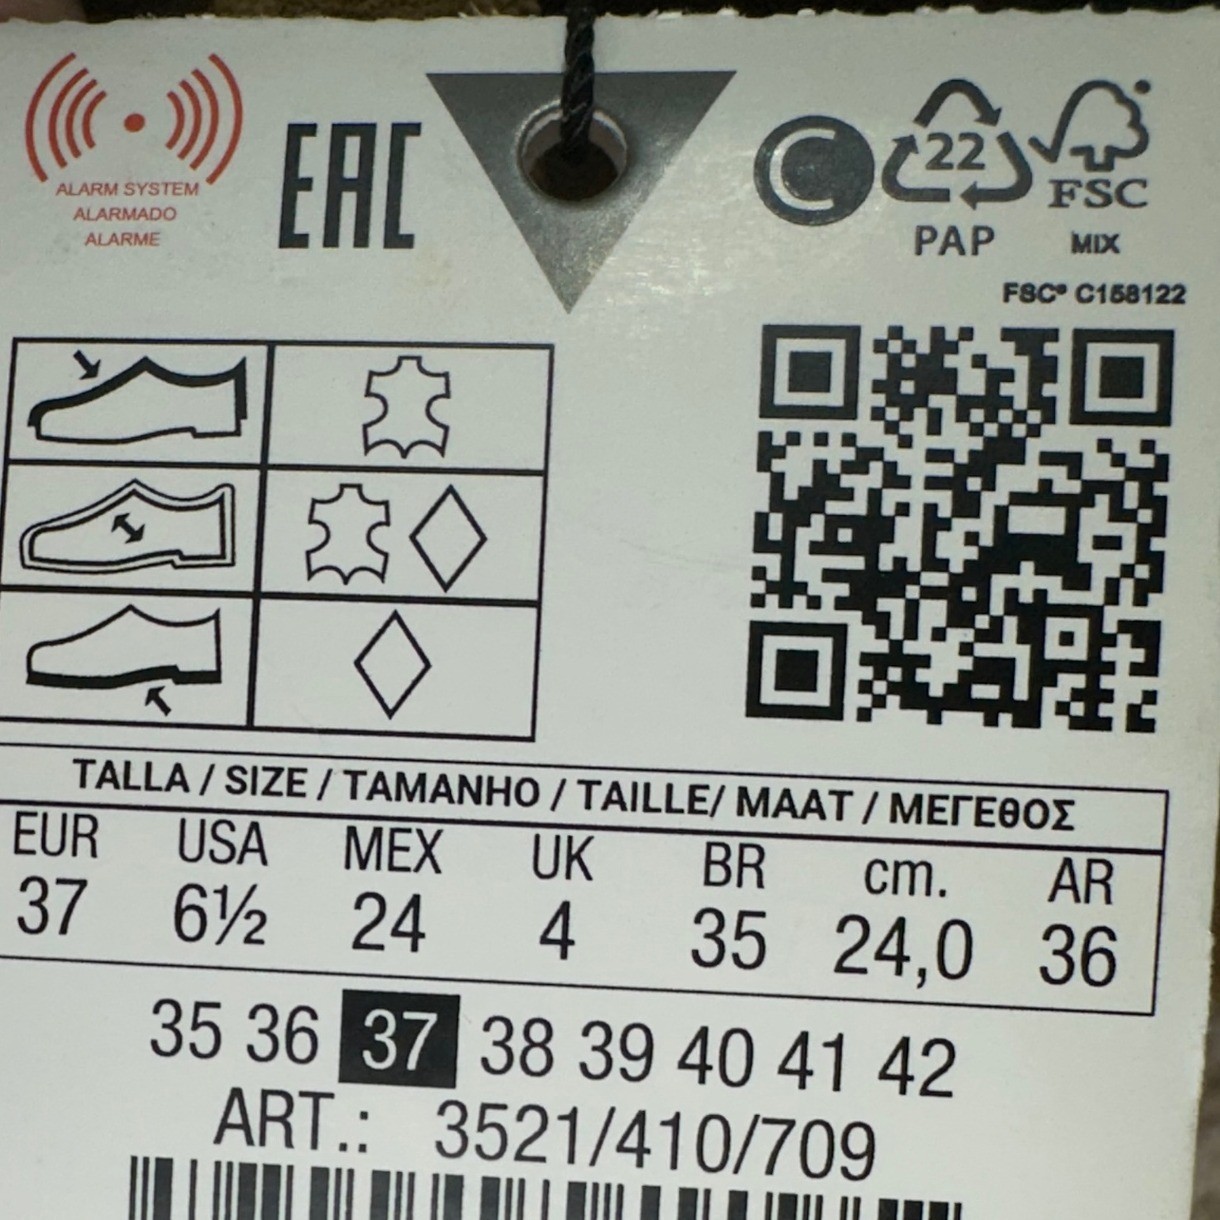 ALARM SYSTEM
ALARMADO
ALARME
EAC
C
22
PAP
FSC
MIX
FSC® C158122
TALLA / SIZE / TAMANHO / TAILLE/ MAAT / ΜΕΓΕΘΟΣ
EUR USA MEX UK BR cm. AR
37 6½ 24 4 35 24,0 36
35 36 37 38 39 40 41 42
ART.: 3521/410/709